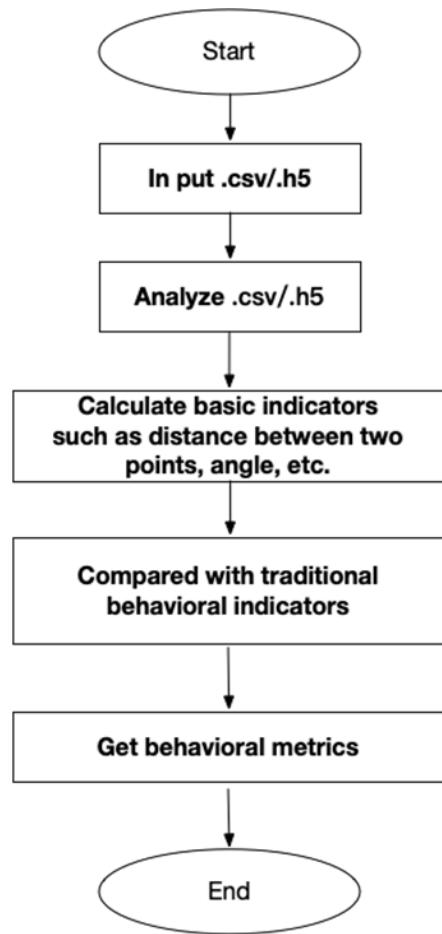 Start
In put .csv/.h5
Analyze .csv/.h5
Calculate basic indicators
such as distance between two
points, angle, etc.
Compared with traditional
behavioral indicators
Get behavioral metrics
End